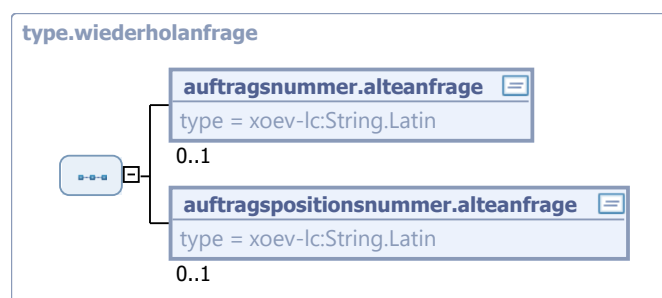 type.wiederholanfrage
auftragsnummer.alteanfrage
type = xoev-lc:String.Latin
0..1
auftragspositionsnummer.alteanfrage
type = xoev-lc:String.Latin
0..1